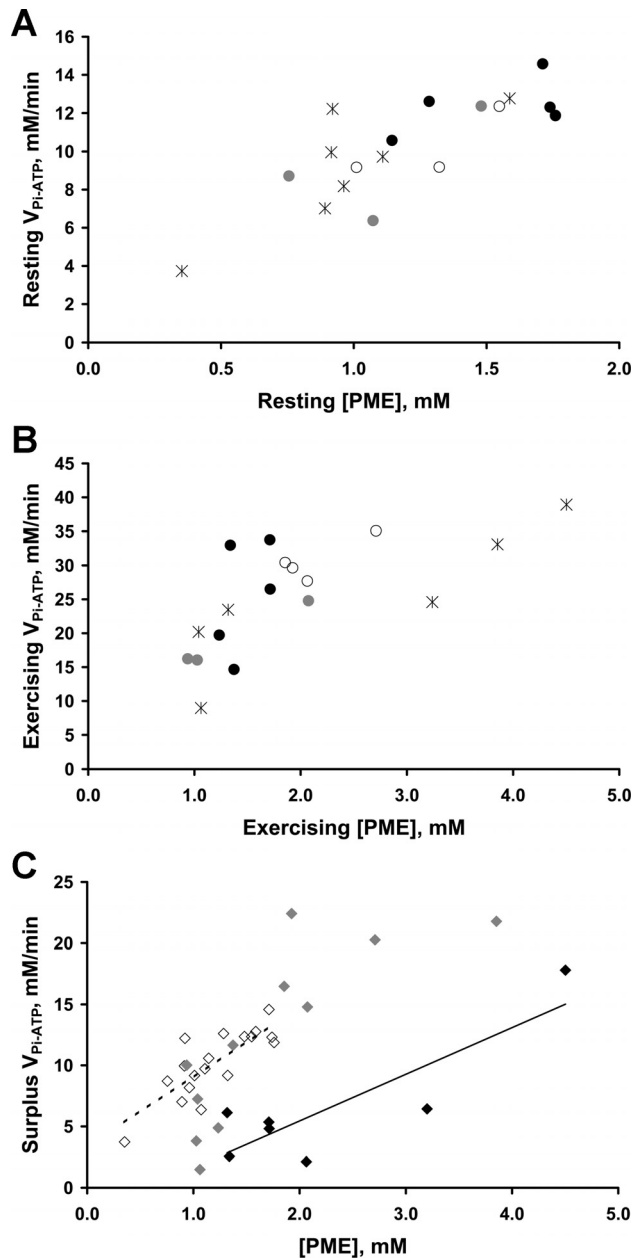 A
16
14
12
10
8
6
4
2
0
Resting V_Pi-ATP, mM/min
0.0 0.5 1.0 1.5 2.0
Resting [PME], mM
B
45
40
35
30
25
20
15
10
5
0
Exercising V_Pi-ATP, mM/min
0.0 1.0 2.0 3.0 4.0 5.0
Exercising [PME], mM
C
25
20
15
10
5
0
Surplus V_Pi-ATP, mM/min
0.0 1.0 2.0 3.0 4.0 5.0
[PME], mM